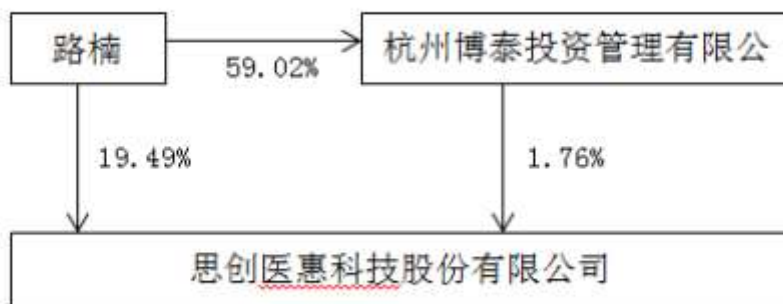 路楠
59.02%
杭州博泰投资管理有限公
19.49%
1.76%
思创医惠科技股份有限公司